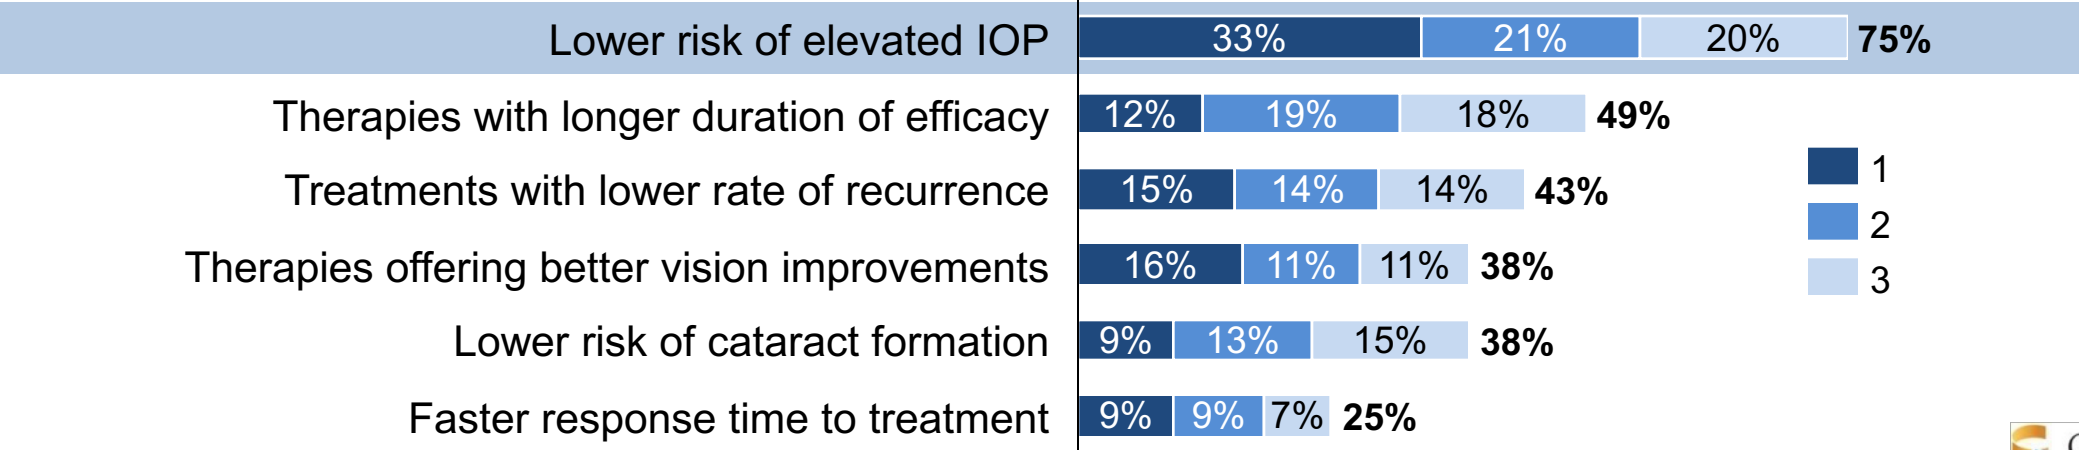 Lower risk of elevated IOP 33% 21% 20% 75%
Therapies with longer duration of efficacy 12% 19% 18% 49%
Treatments with lower rate of recurrence 15% 14% 14% 43%
1
2
3
Therapies offering better vision improvements 16% 11% 11% 38%
Lower risk of cataract formation 9% 13% 15% 38%
Faster response time to treatment 9% 9% 7% 25%